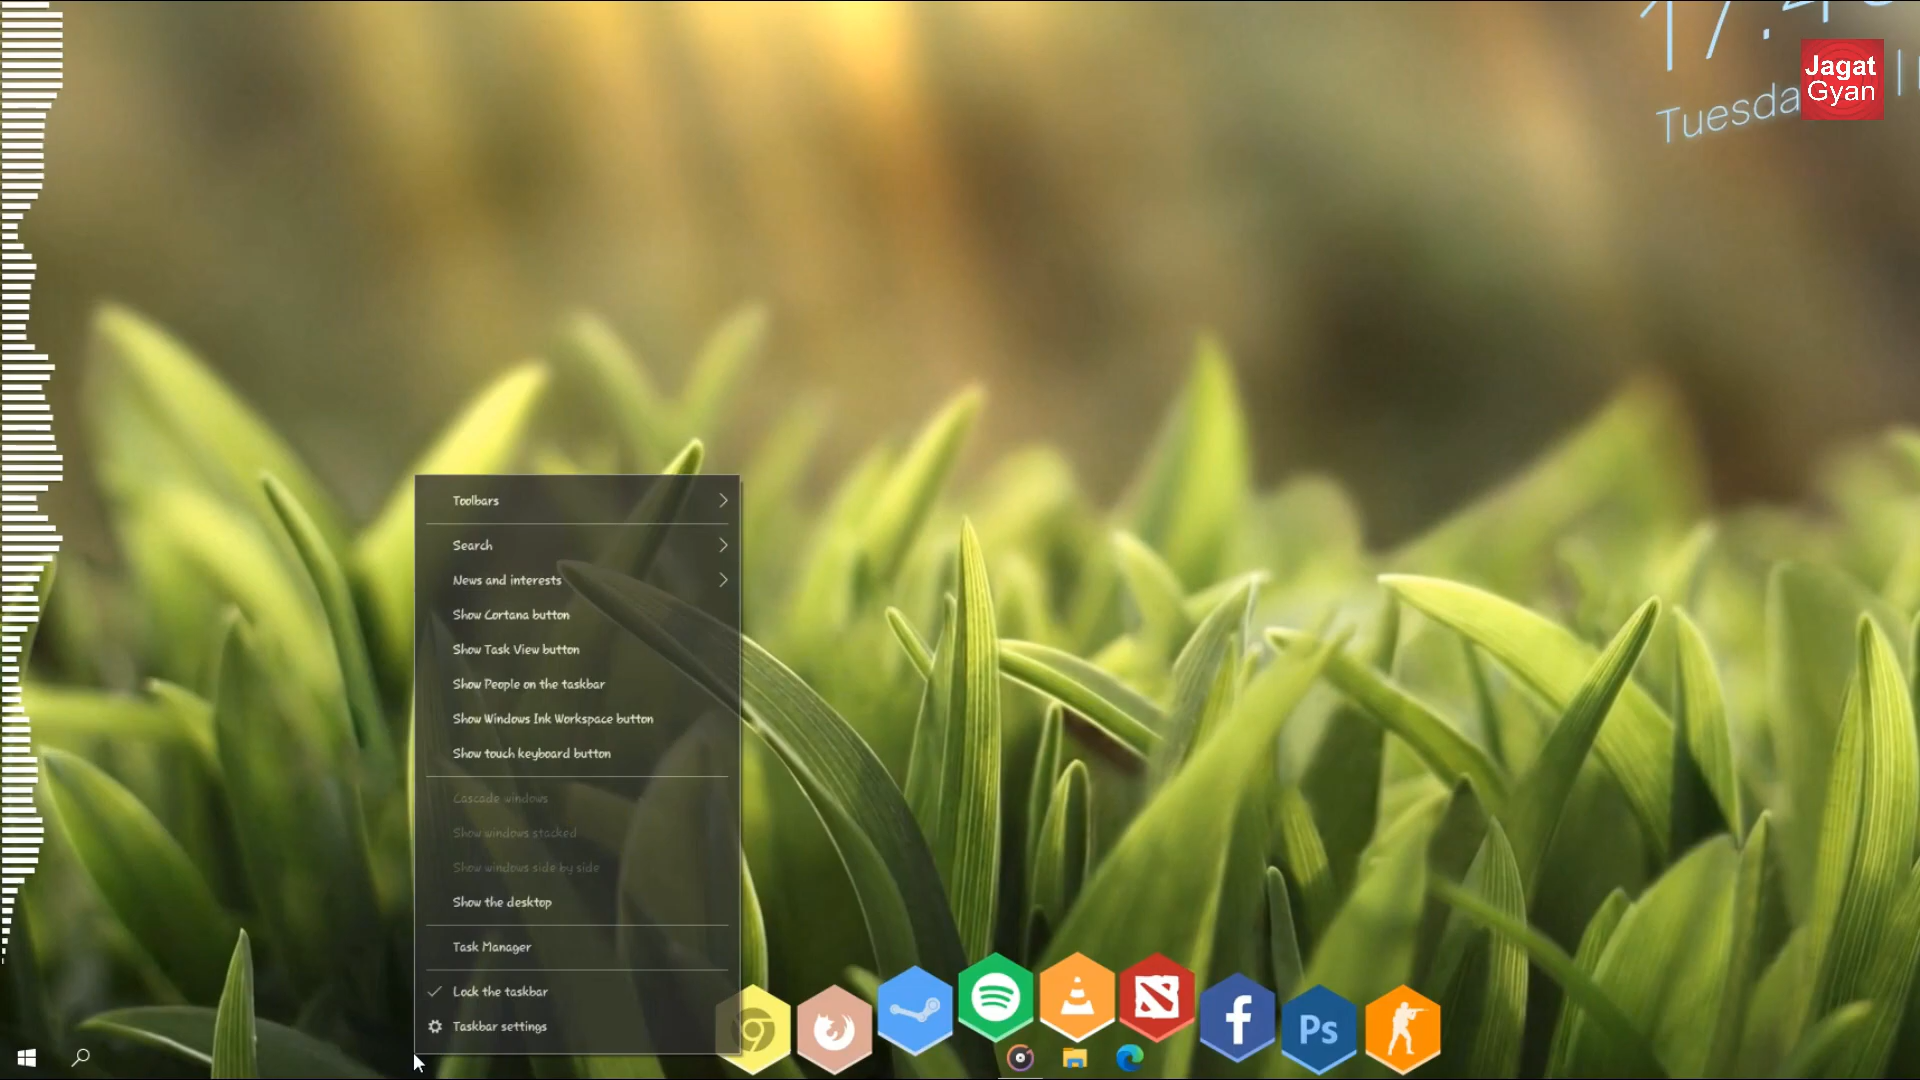 Jagat
Gyan
Toolbars
Search
News and interests
Show Cortana button
Show Task View button
Show People on the taskbar
Show Windows Ink Workspace button
Show touch keyboard button
Cascade windows
Show windows stacked
Show windows side by side
Show the desktop
Task Manager
Lock the taskbar
Taskbar settings
Ps